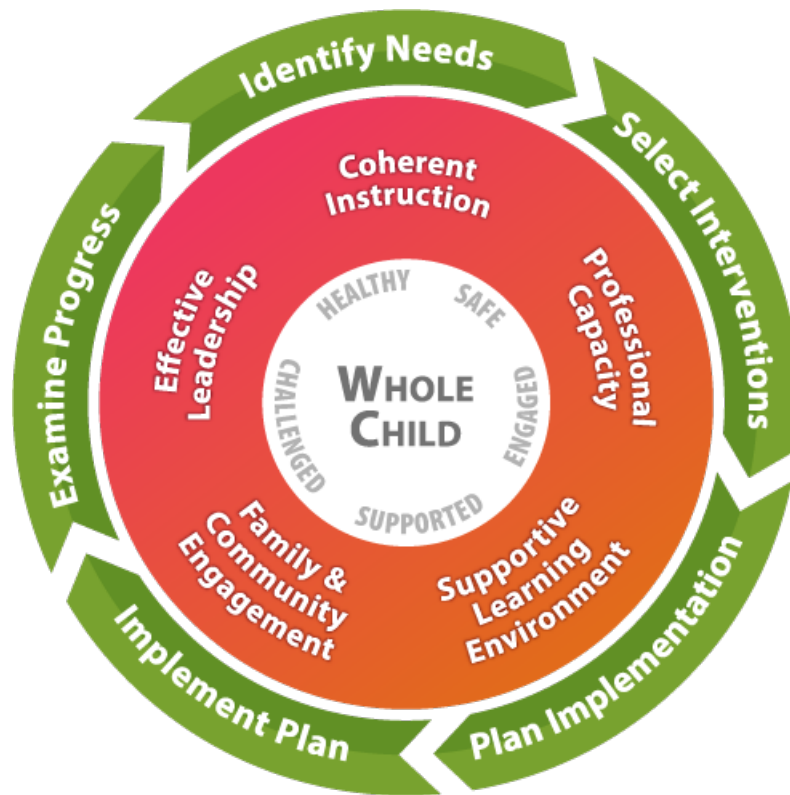 Identify Needs
Select Interventions
Plan Implementation
Implement Plan
Examine Progress
Coherent
Instruction
Professional
Capacity
Supportive
Learning
Environment
Family &
Community
Engagement
Effective
Leadership
HEALTHY
SAFE
ENGAGED
SUPPORTED
CHALLENGED
WHOLE
CHILD